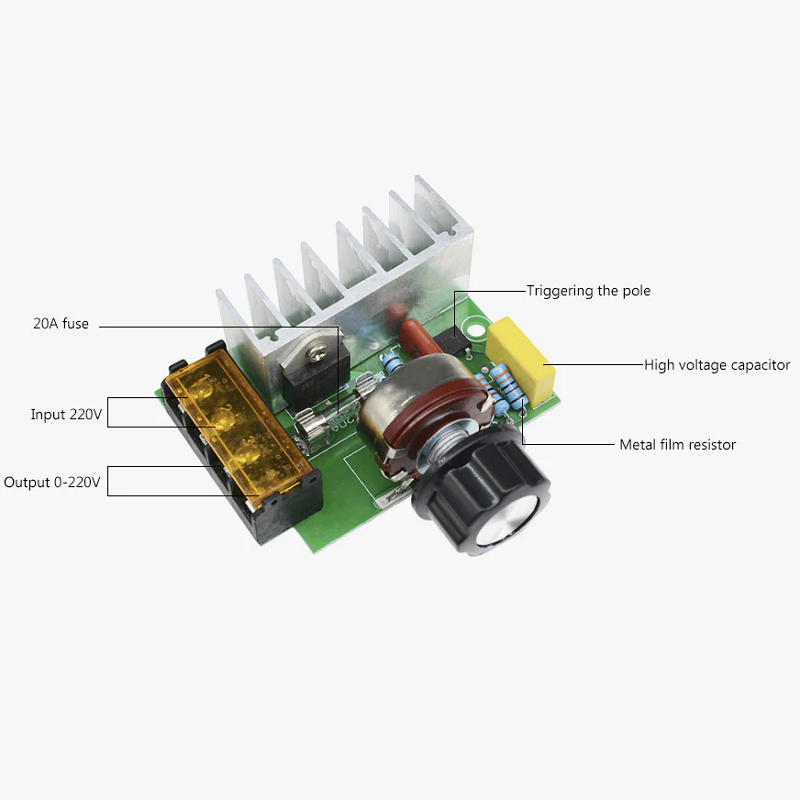 Triggering the pole
20A fuse
High voltage capacitor
Input 220V
Metal film resistor
Output 0-220V